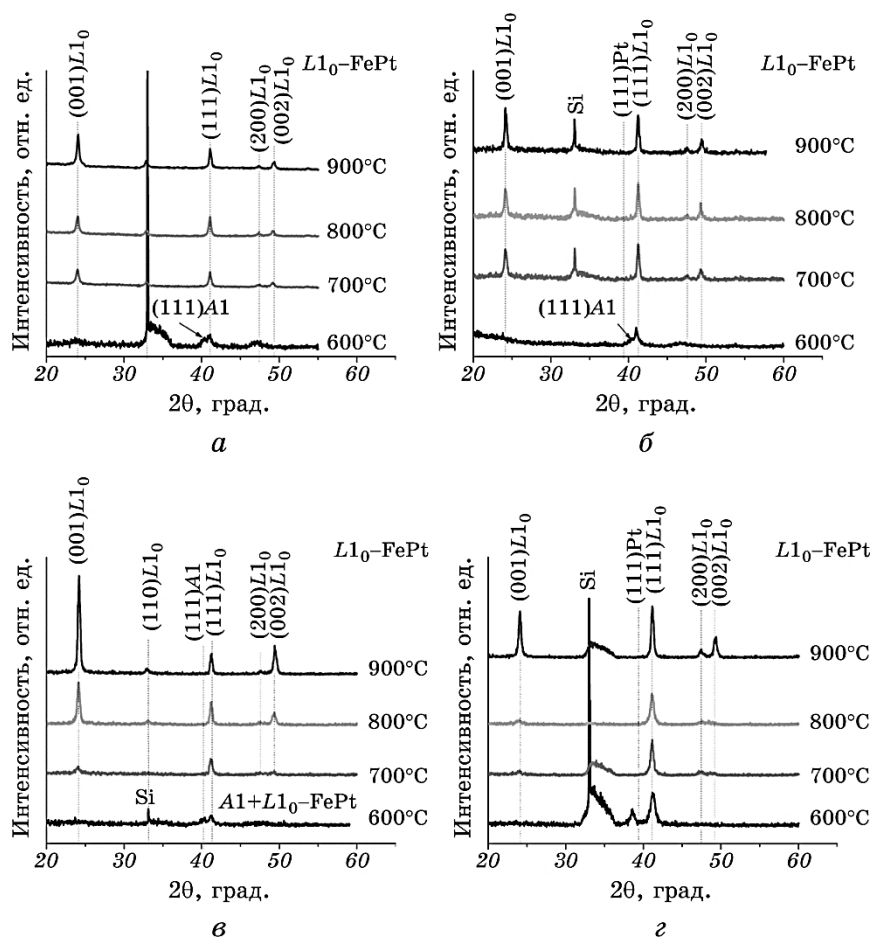 Интенсивность, отн. ед.
(001)L1₀
(111)L1₀
(200)L1₀
(002)L1₀
L1₀–FePt
900°C
800°C
700°C
(111)A1
600°C
20 30 40 50 60
2θ, град.
а
Интенсивность, отн. ед.
(001)L1₀
Si
(111)Pt
(111)L1₀
(200)L1₀
(002)L1₀
L1₀–FePt
900°C
800°C
700°C
(111)A1
600°C
20 30 40 50 60
2θ, град.
б
Интенсивность, отн. ед.
(001)L1₀
(110)L1₀
(111)A1
(111)L1₀
(200)L1₀
(002)L1₀
L1₀–FePt
900°C
800°C
700°C
Si
A1+L1₀–FePt
600°C
20 30 40 50 60
2θ, град.
в
Интенсивность, отн. ед.
(001)L1₀
Si
(111)Pt
(111)L1₀
(200)L1₀
(002)L1₀
L1₀–FePt
900°C
800°C
700°C
600°C
20 30 40 50 60
2θ, град.
г